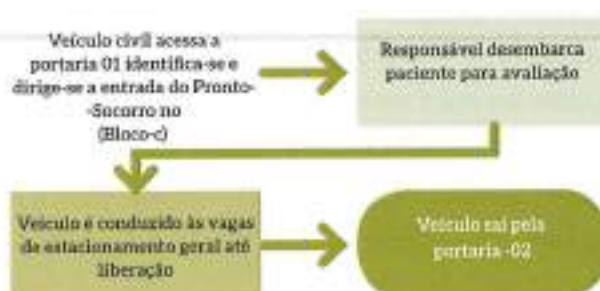 Veículo civil acessa a
portaria 01 identifica-se e
dirige-se a entrada do Pronto-
-Socorro no
(Bloco-c)
Responsável desembarca
paciente para avaliação
Veículo é conduzido às vagas
de estacionamento geral até
liberação
Veículo sai pela
portaria -02